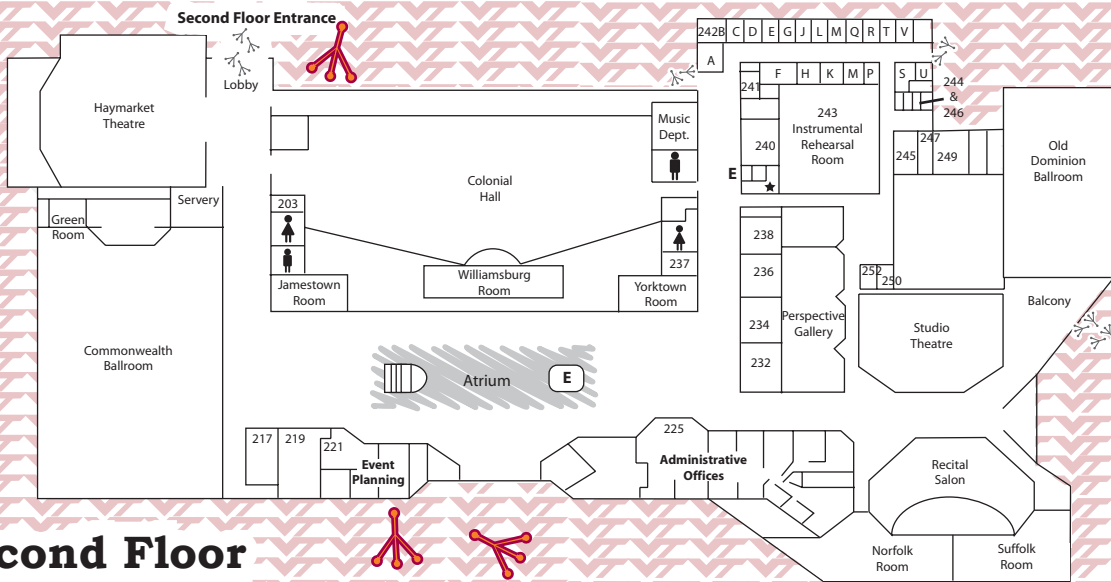 Second Floor Entrance
Lobby
Haymarket
Theatre
242B C D E G J L M Q R T V
A
241
F H K M P
S U
244
&
246
243
Instrumental
Rehearsal
Room
240
E
245
247
249
Old
Dominion
Ballroom
Music
Dept.
Colonial
Hall
Servery
Green
Room
203
237
Williamsburg
Room
Jamestown
Room
Yorktown
Room
238
236
234
232
Perspective
Gallery
252
250
Balcony
Studio
Theatre
Commonwealth
Ballroom
Atrium
E
217
219
221
Event
Planning
225
Administrative
Offices
Recital
Salon
Norfolk
Room
Suffolk
Room
cond Floor